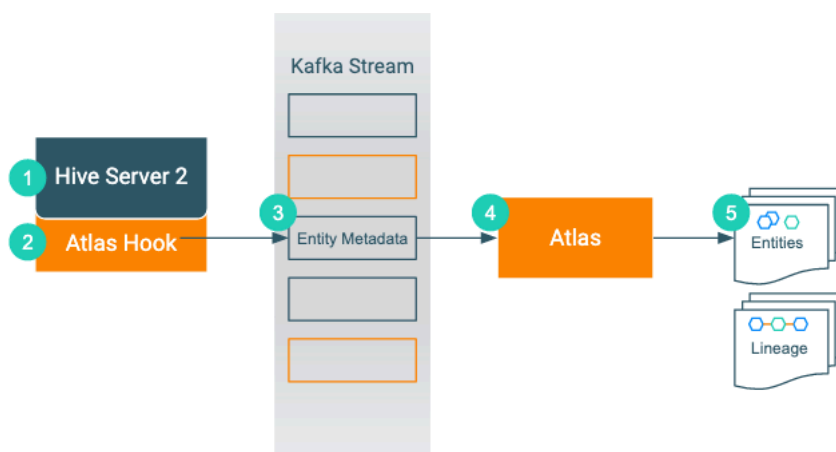 Kafka Stream
1
Hive Server 2
2
Atlas Hook
3
Entity Metadata
4
Atlas
5
Entities
Lineage